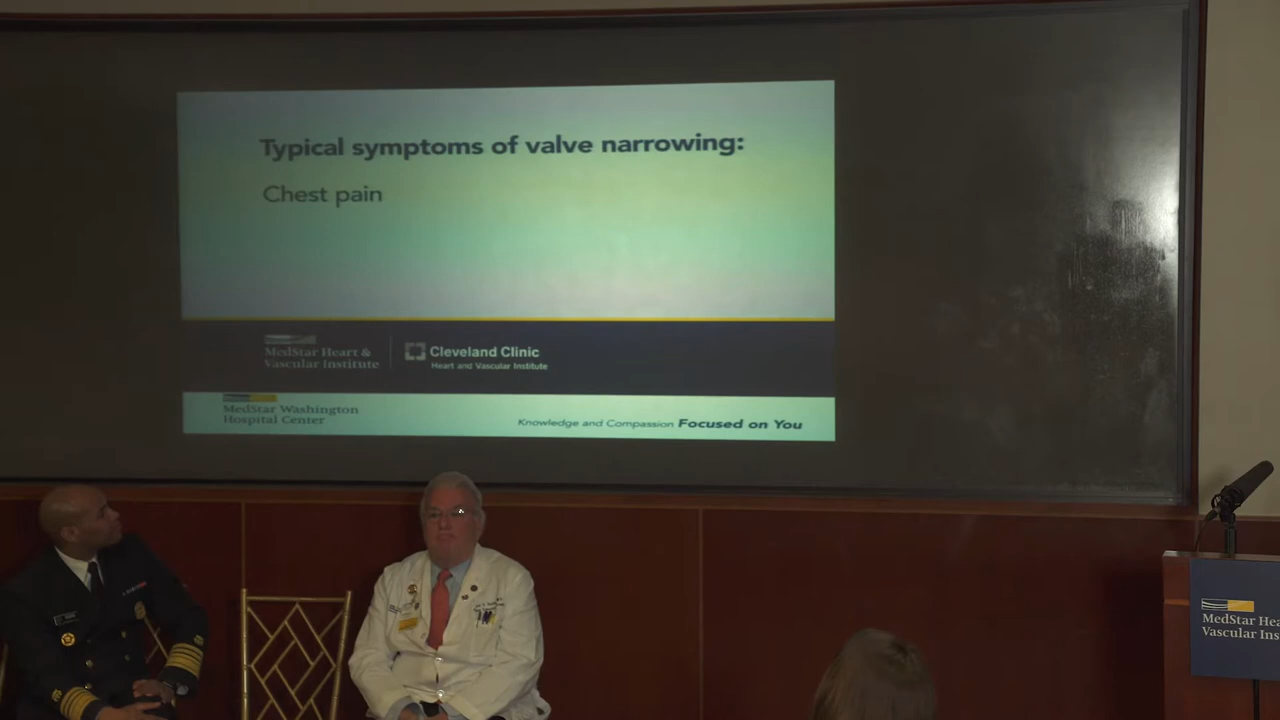 Typical symptoms of valve narrowing:
Chest pain
MedStar Heart &
Vascular Institute
Cleveland Clinic
Heart and Vascular Institute
MedStar Washington
Hospital Center
Knowledge and Compassion Focused on You
MedStar Hea
Vascular Ins